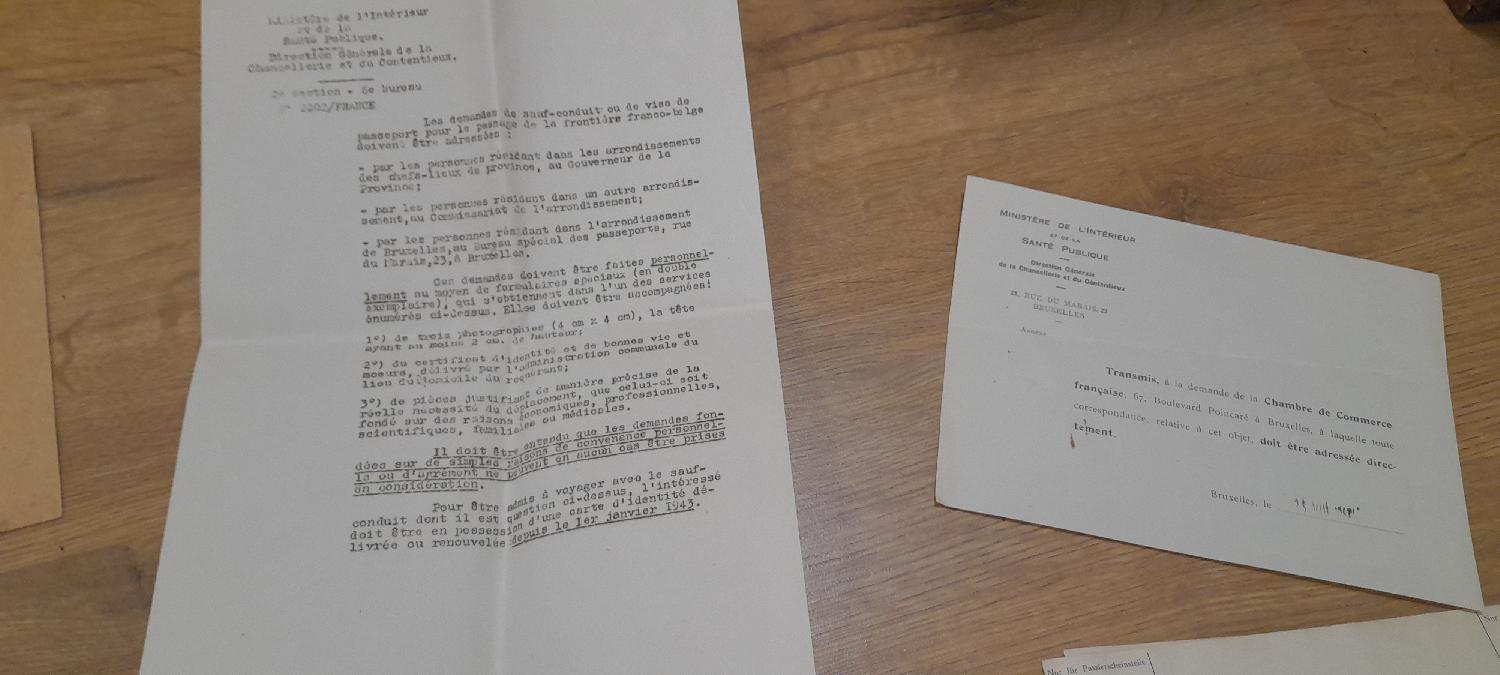 Ministère de l'Intérieur
et de la
Santé Publique.
Direction Générale de la
Chancellerie et du Contentieux.
2e section - 6e bureau
2202/FRANCE
Les demandes de sauf-conduit ou de visa de
passeport pour le passage de la frontière franco-belge
doivent être adressées :
- par les personnes résidant dans les arrondissements
des chefs-lieux de province, au Gouverneur de la
Province;
- par les personnes résidant dans un autre arrondis-
sement,au Commissariat de l'arrondissement;
- par les personnes résidant dans l'arrondissement
de Bruxelles,au Bureau spécial des passeports, rue
du Marais,23,à Bruxelles.
Ces demandes doivent être faites personnel-
lement au moyen de formulaires spéciaux (en double
exemplaire), qui s'obtiennent dans l'un des services
énumérés ci-dessus. Elles doivent être accompagnées:
1°) de trois photographies (4 cm x 4 cm), la tête
ayant au moins 2 cm. de hauteur;
2°) du certificat d'identité et de bonnes vie et
moeurs, délivré par l'administration communale du
lieu du domicile du requérant;
3°) de pièces justifiant de manière précise de la
réelle nécessité du déplacement, que celui-ci soit
fondé sur des raisons économiques, professionnelles,
scientifiques, familiales ou médicales.
Il doit être entendu que les demandes fon-
dées sur de simples raisons de convenance personnel-
le ou d'agrément ne peuvent en aucun cas être prises
en considération.
Pour être admis à voyager avec le sauf-
conduit dont il est question ci-dessus, l'intéressé
doit être en possession d'une carte d'identité dé-
livrée ou renouvelée depuis le 1er janvier 1943.
MINISTÈRE DE L'INTÉRIEUR
ET DE LA
SANTÉ PUBLIQUE
Direction Générale
de la Chancellerie et du Contentieux
23, RUE DU MARAIS, 23
BRUXELLES
Annexe
Transmis, à la demande de la Chambre de Commerce
française, 67, Boulevard Poincaré à Bruxelles, à laquelle toute
correspondance, relative à cet objet, doit être adressée direc-
tement.
Bruxelles, le
Nur für Passierscheinstelle
Nur